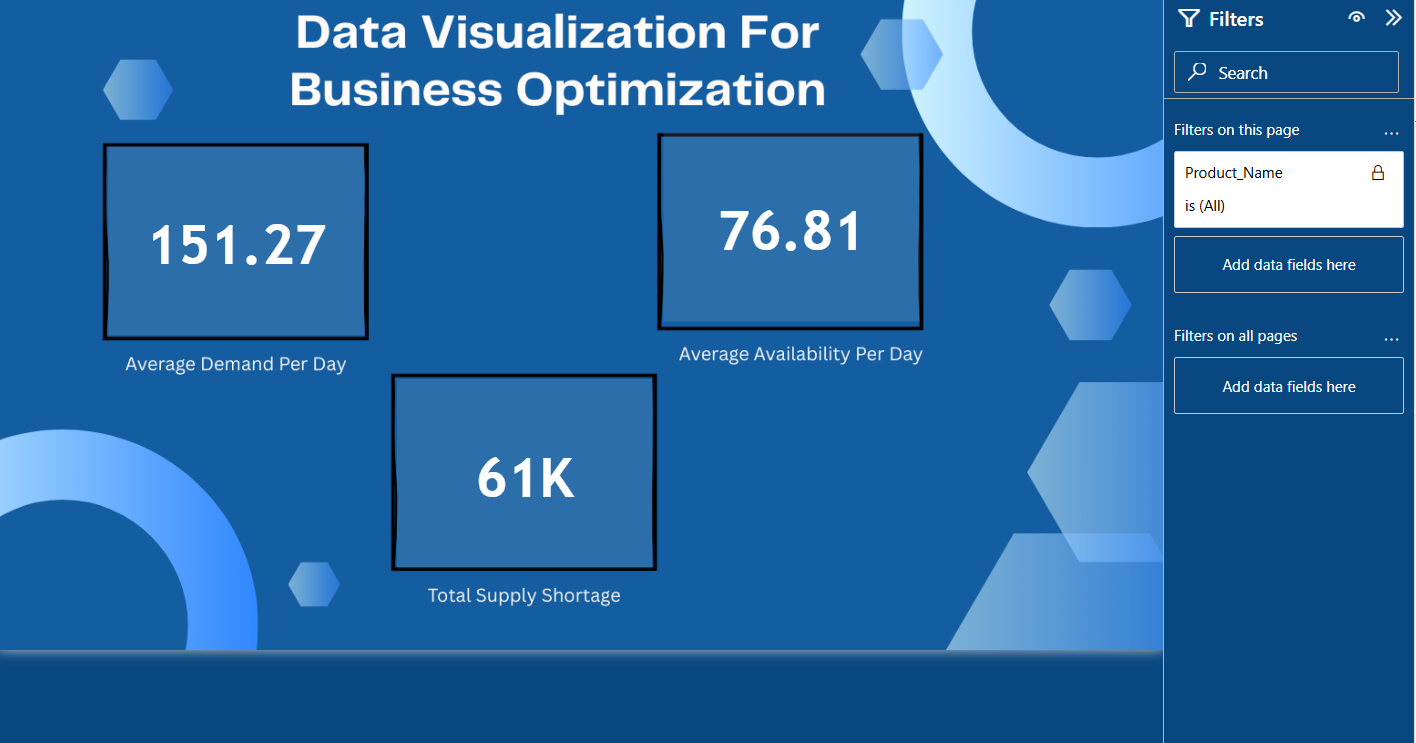 Data Visualization For
Business Optimization
151.27
Average Demand Per Day
76.81
Average Availability Per Day
61K
Total Supply Shortage
Filters
Search
Filters on this page
...
Product_Name
is (All)
Add data fields here
Filters on all pages
...
Add data fields here